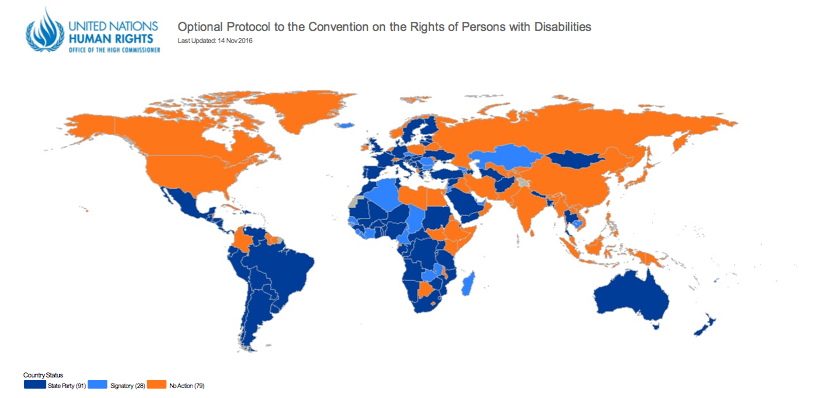 UNITED NATIONS
HUMAN RIGHTS
OFFICE OF THE HIGH COMMISSIONER
Optional Protocol to the Convention on the Rights of Persons with Disabilities
Last Updated: 14 Nov 2016
Country Status
State Party (91) Signatory (28) No Action (79)